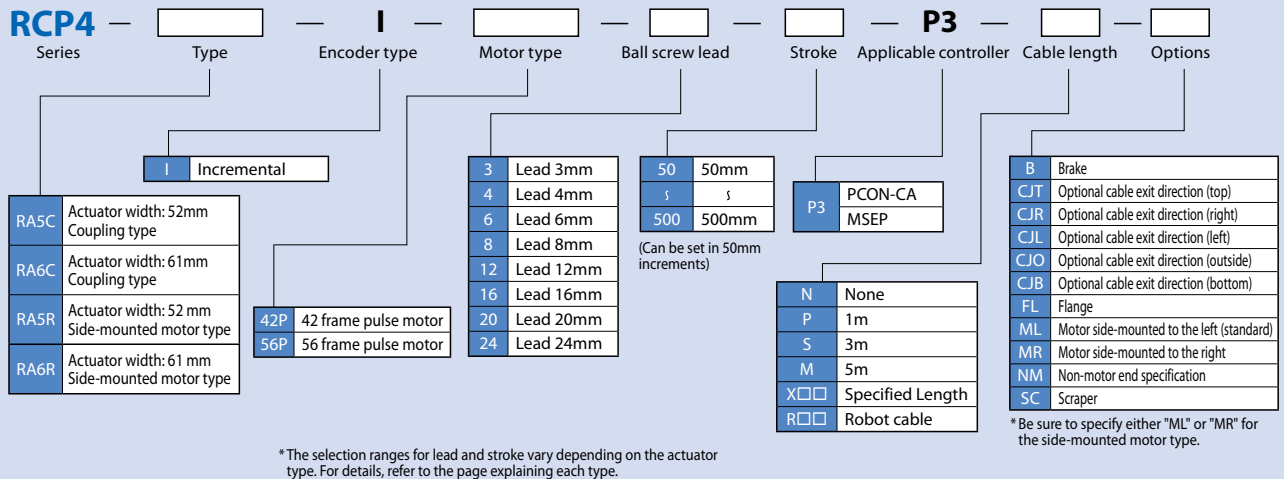 RCP4 — — I — — — — P3 — —
Series Type Encoder type Motor type Ball screw lead Stroke Applicable controller Cable length Options
I Incremental
RA5C Actuator width: 52mm
Coupling type
RA6C Actuator width: 61mm
Coupling type
RA5R Actuator width: 52 mm
Side-mounted motor type
RA6R Actuator width: 61 mm
Side-mounted motor type
42P 42 frame pulse motor
56P 56 frame pulse motor
3 Lead 3mm
4 Lead 4mm
6 Lead 6mm
8 Lead 8mm
12 Lead 12mm
16 Lead 16mm
20 Lead 20mm
24 Lead 24mm
50 50mm
∫ ∫
500 500mm
(Can be set in 50mm
increments)
P3 PCON-CA
MSEP
N None
P 1m
S 3m
M 5m
X□□ Specified Length
R□□ Robot cable
B Brake
CJT Optional cable exit direction (top)
CJR Optional cable exit direction (right)
CJL Optional cable exit direction (left)
CJO Optional cable exit direction (outside)
CJB Optional cable exit direction (bottom)
FL Flange
ML Motor side-mounted to the left (standard)
MR Motor side-mounted to the right
NM Non-motor end specification
SC Scraper
* Be sure to specify either "ML" or "MR" for
the side-mounted motor type.
* The selection ranges for lead and stroke vary depending on the actuator
type. For details, refer to the page explaining each type.